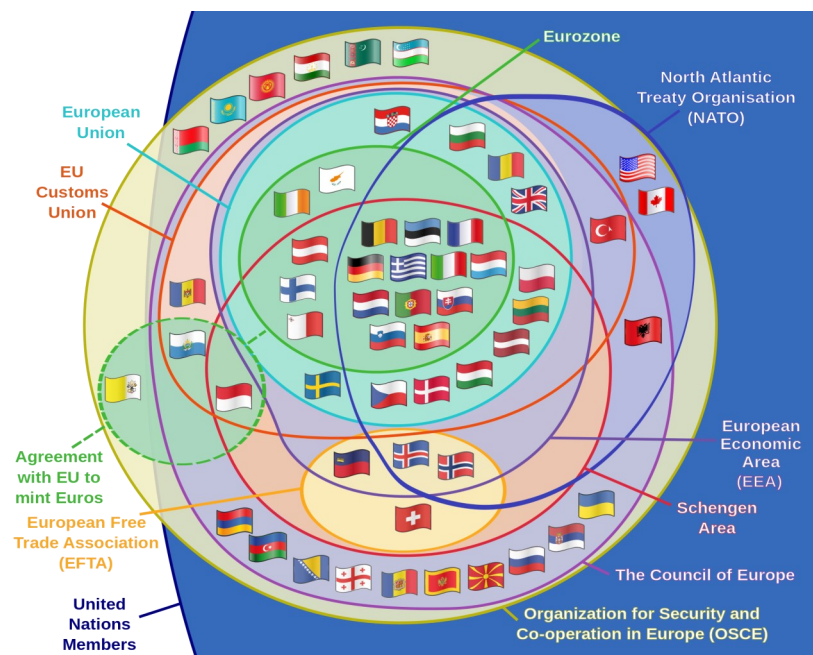 Eurozone
North Atlantic
Treaty Organisation
(NATO)
European
Union
EU
Customs
Union
Agreement
with EU to
mint Euros
European
Economic
Area
(EEA)
Schengen
Area
European Free
Trade Association
(EFTA)
The Council of Europe
United
Nations
Members
Organization for Security and
Co-operation in Europe (OSCE)